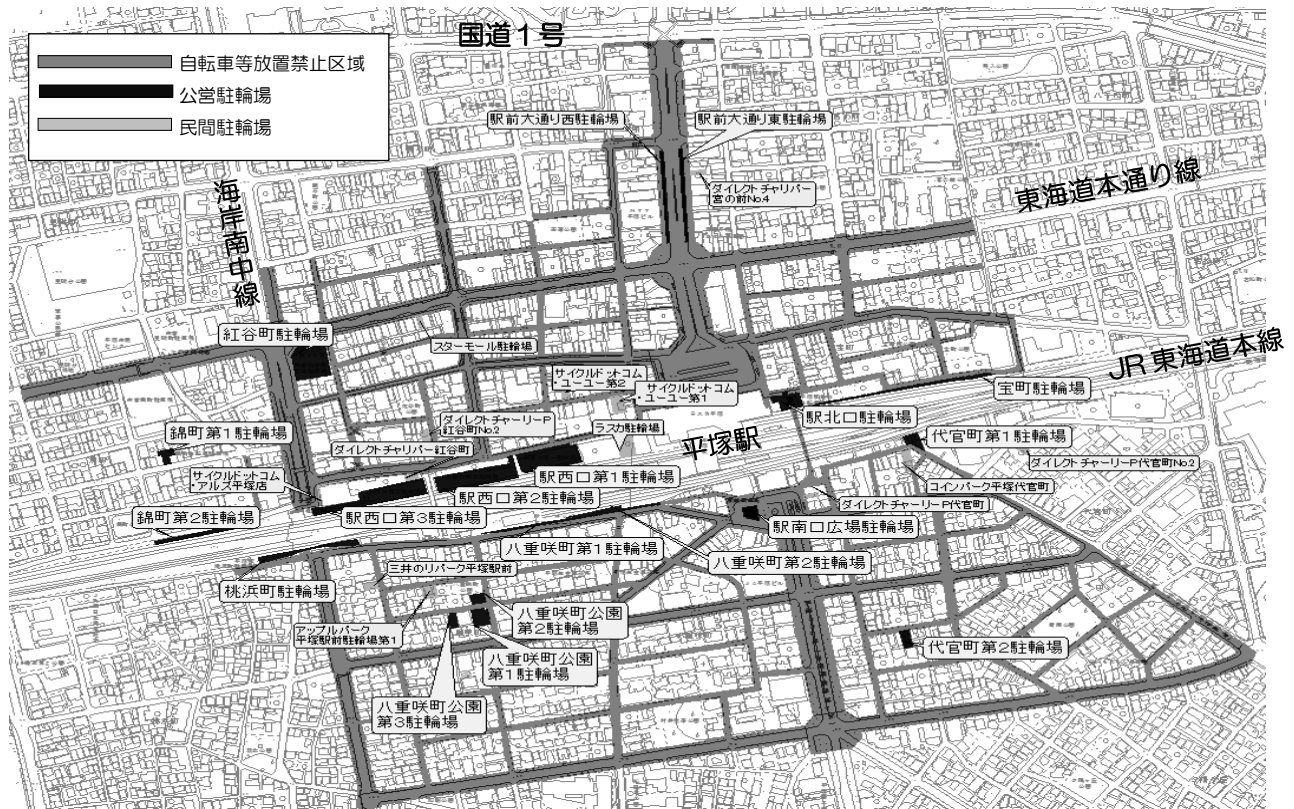 国道１号
自転車等放置禁止区域
公営駐輪場
民間駐輪場
駅前大通り西駐輪場
駅前大通り東駐輪場
海岸南中線
ダイレクトチャリパー
宮の前No.4
東海道本通り線
紅谷町駐輪場
スターモール駐輪場
JR 東海道本線
サイクルドットコム
・ユーユー第2
サイクルドットコム
・ユーユー第1
宝町駐輪場
駅北口駐輪場
ダイレクトチャーリーP
紅谷町No.2
ラスカ駐輪場
平塚駅
錦町第1駐輪場
代官町第1駐輪場
ダイレクトチャリパー紅谷町
ダイレクトチャーリーP代官町No.2
サイクルドットコム
・アルズ平塚店
駅西口第1駐輪場
コインパーク平塚代官町
駅西口第2駐輪場
ダイレクトチャーリーP代官町
錦町第2駐輪場
駅西口第3駐輪場
駅南口広場駐輪場
八重咲町第1駐輪場
八重咲町第2駐輪場
三井のリパーク平塚駅前
桃浜町駐輪場
八重咲町公園
第2駐輪場
アップルパーク
平塚駅前駐輪場第1
代官町第2駐輪場
八重咲町公園
第1駐輪場
八重咲町公園
第3駐輪場